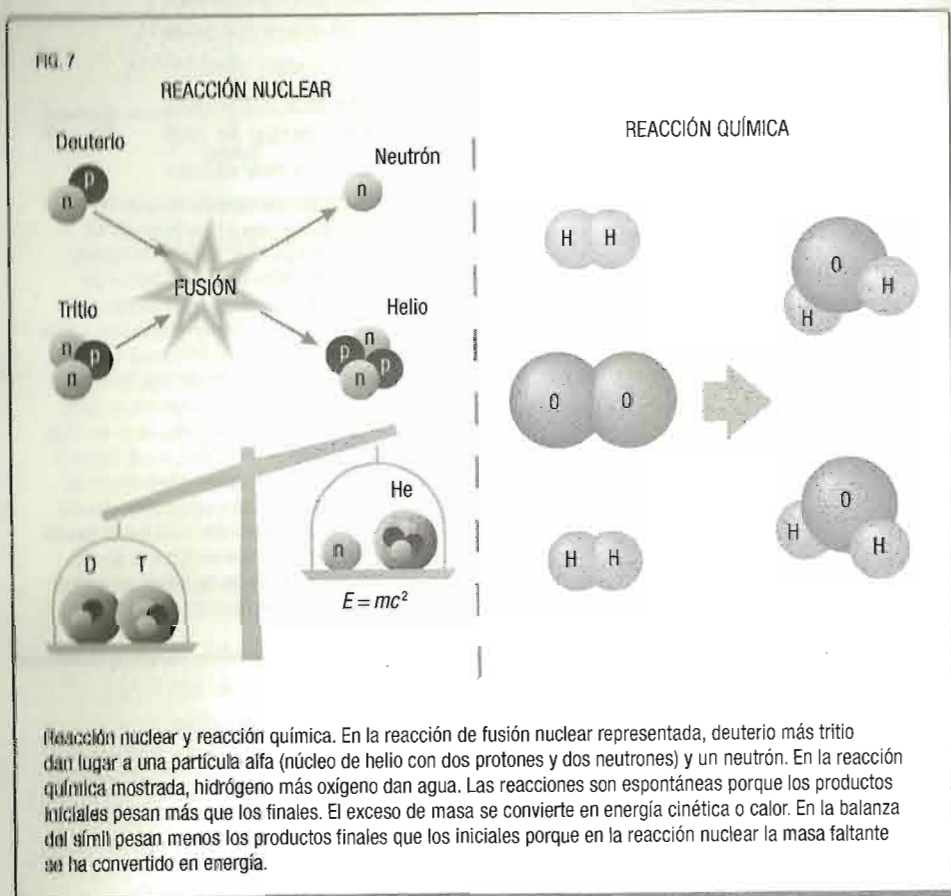 FIG. 7
REACCIÓN NUCLEAR
Deuterio
p
n
Neutrón
n
FUSIÓN
Tritio
n
p
n
Helio
n
p
p
n
D T
He
n
E = mc²
REACCIÓN QUÍMICA
H H
O
H
H
O O
H H
O
H
H
Reacción nuclear y reacción química. En la reacción de fusión nuclear representada, deuterio más tritio
dan lugar a una partícula alfa (núcleo de helio con dos protones y dos neutrones) y un neutrón. En la reacción
química mostrada, hidrógeno más oxígeno dan agua. Las reacciones son espontáneas porque los productos
iniciales pesan más que los finales. El exceso de masa se convierte en energía cinética o calor. En la balanza
del símil pesan menos los productos finales que los iniciales porque en la reacción nuclear la masa faltante
se ha convertido en energía.